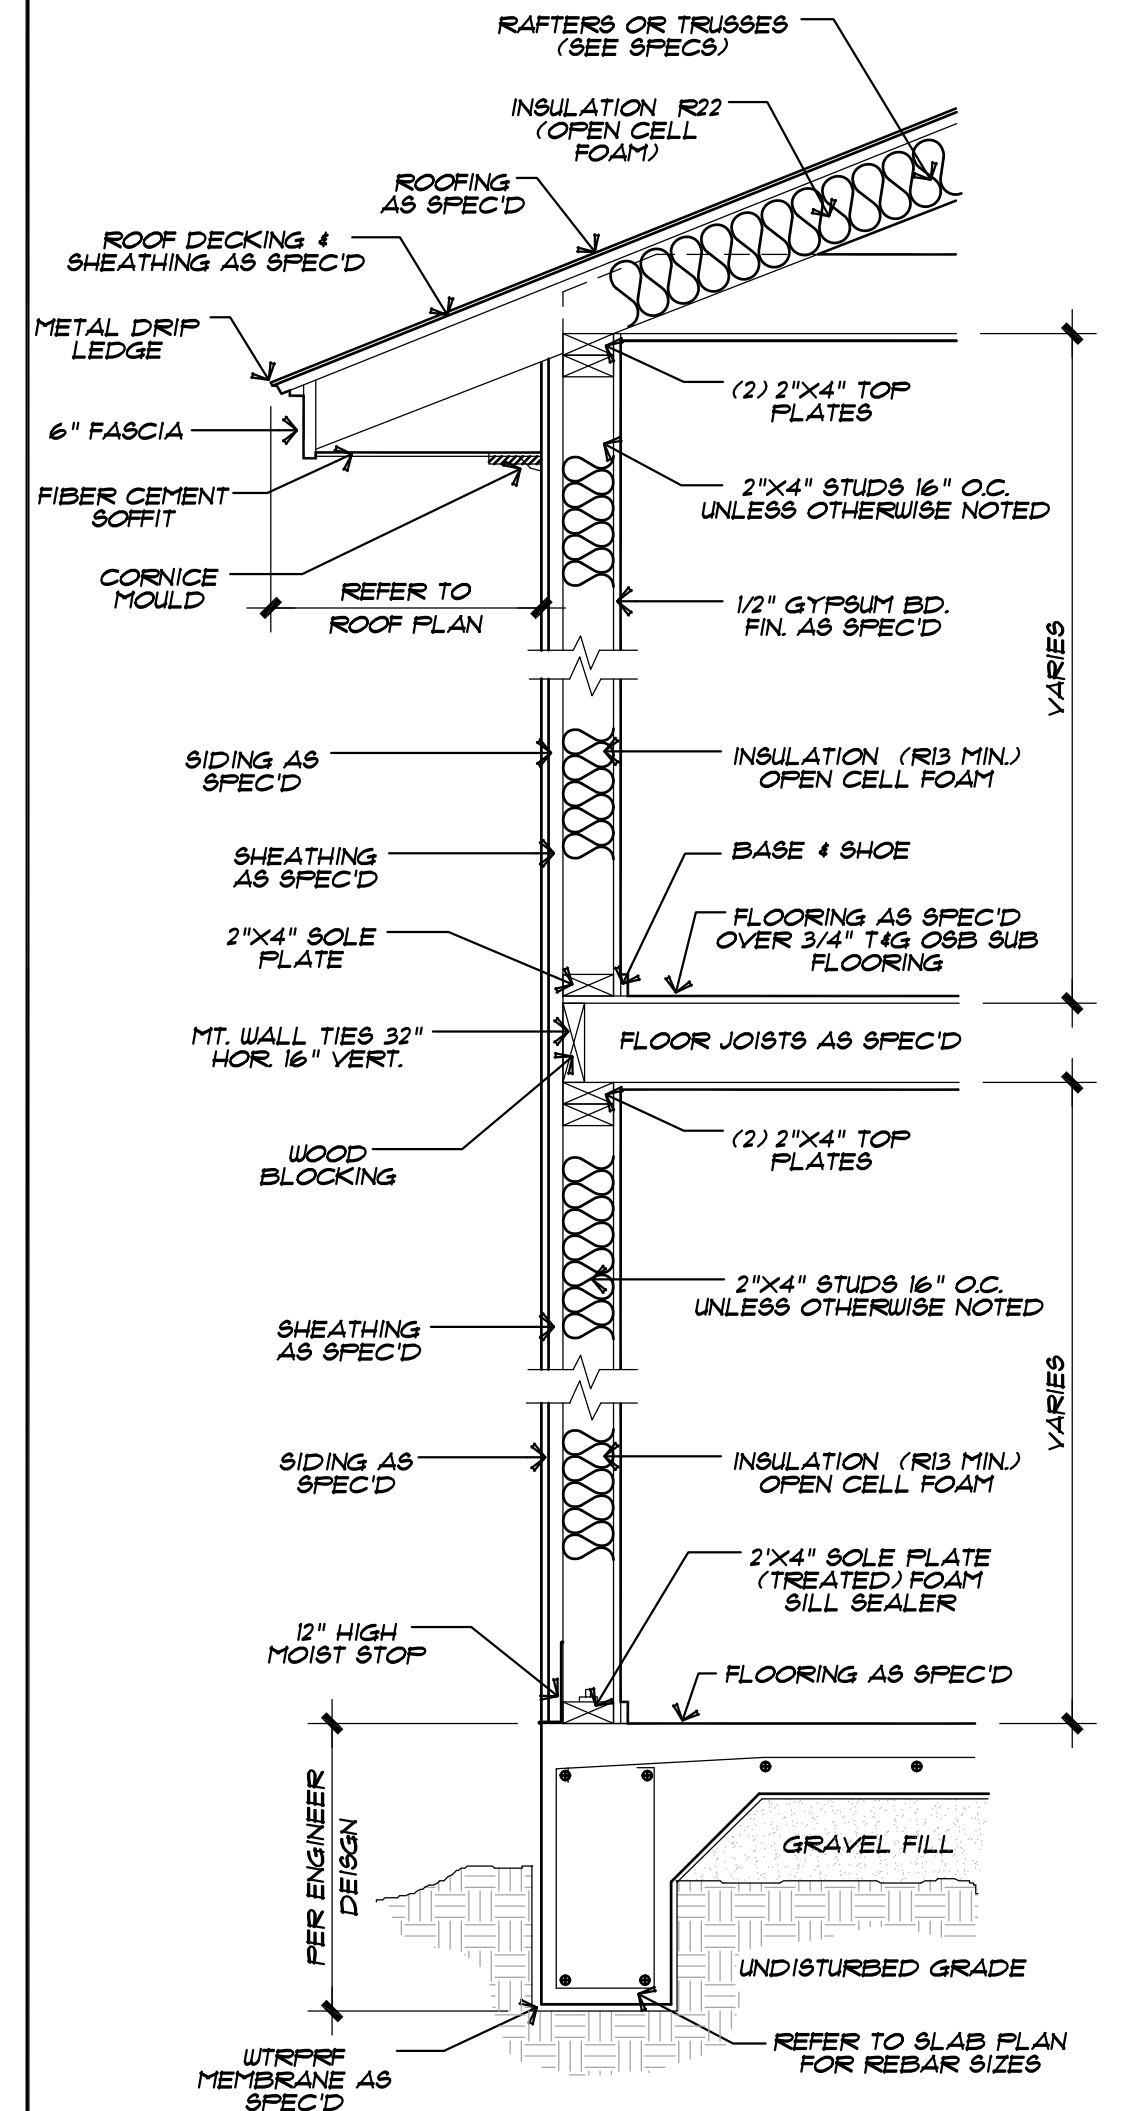 RAFTERS OR TRUSSES
(SEE SPECS)
INSULATION R22
(OPEN CELL
FOAM)
ROOFING
AS SPEC'D
ROOF DECKING &
SHEATHING AS SPEC'D
METAL DRIP
LEDGE
(2) 2"X4" TOP
PLATES
6" FASCIA
FIBER CEMENT
SOFFIT
2"X4" STUDS 16" O.C.
UNLESS OTHERWISE NOTED
CORNICE
MOULD
REFER TO
ROOF PLAN
1/2" GYPSUM BD.
FIN. AS SPEC'D
VARIES
SIDING AS
SPEC'D
INSULATION (R13 MIN.)
OPEN CELL FOAM
SHEATHING
AS SPEC'D
BASE & SHOE
2"X4" SOLE
PLATE
FLOORING AS SPEC'D
OVER 3/4" T&G OSB SUB
FLOORING
MT. WALL TIES 32"
HOR. 16" VERT.
FLOOR JOISTS AS SPEC'D
WOOD
BLOCKING
(2) 2"X4" TOP
PLATES
2"X4" STUDS 16" O.C.
UNLESS OTHERWISE NOTED
SHEATHING
AS SPEC'D
VARIES
SIDING AS
SPEC'D
INSULATION (R13 MIN.)
OPEN CELL FOAM
2'X4" SOLE PLATE
(TREATED) FOAM
SILL SEALER
12" HIGH
MOIST STOP
FLOORING AS SPEC'D
PER ENGINEER
DEISGN
GRAVEL FILL
UNDISTURBED GRADE
WTRPRF
MEMBRANE AS
SPEC'D
REFER TO SLAB PLAN
FOR REBAR SIZES